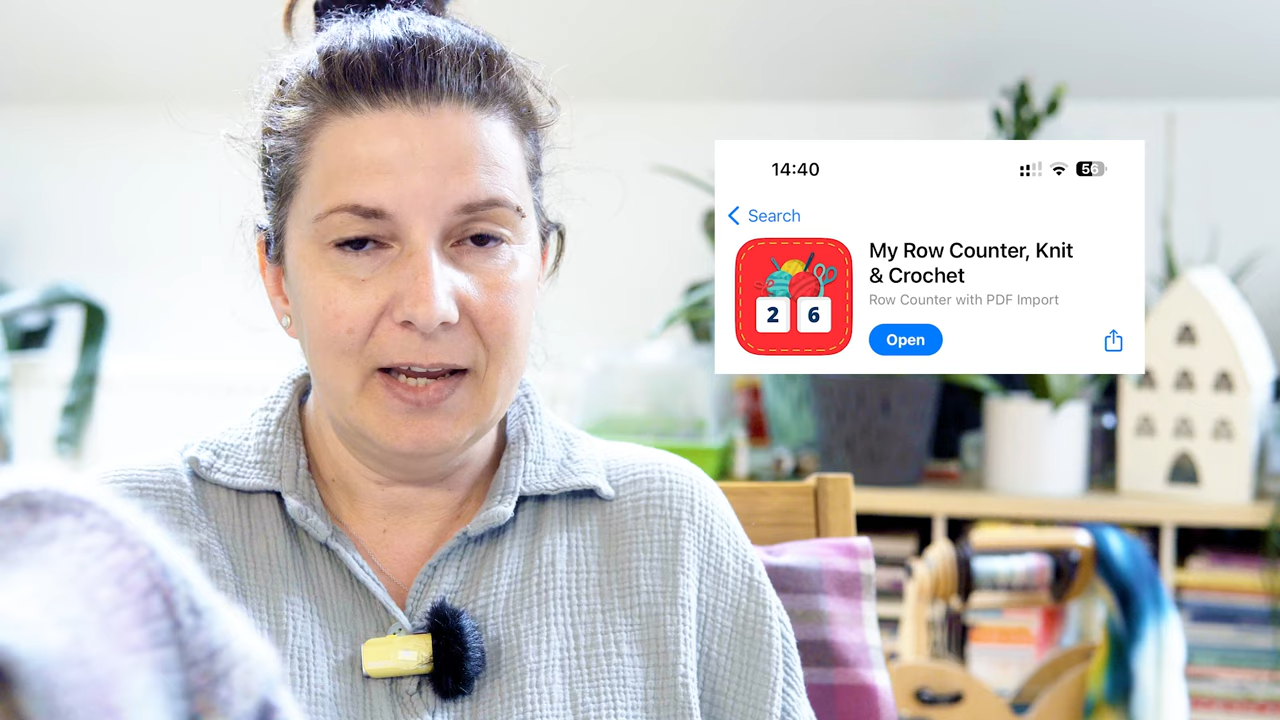 14:40
56
Search
My Row Counter, Knit
& Crochet
Row Counter with PDF Import
2 6
Open